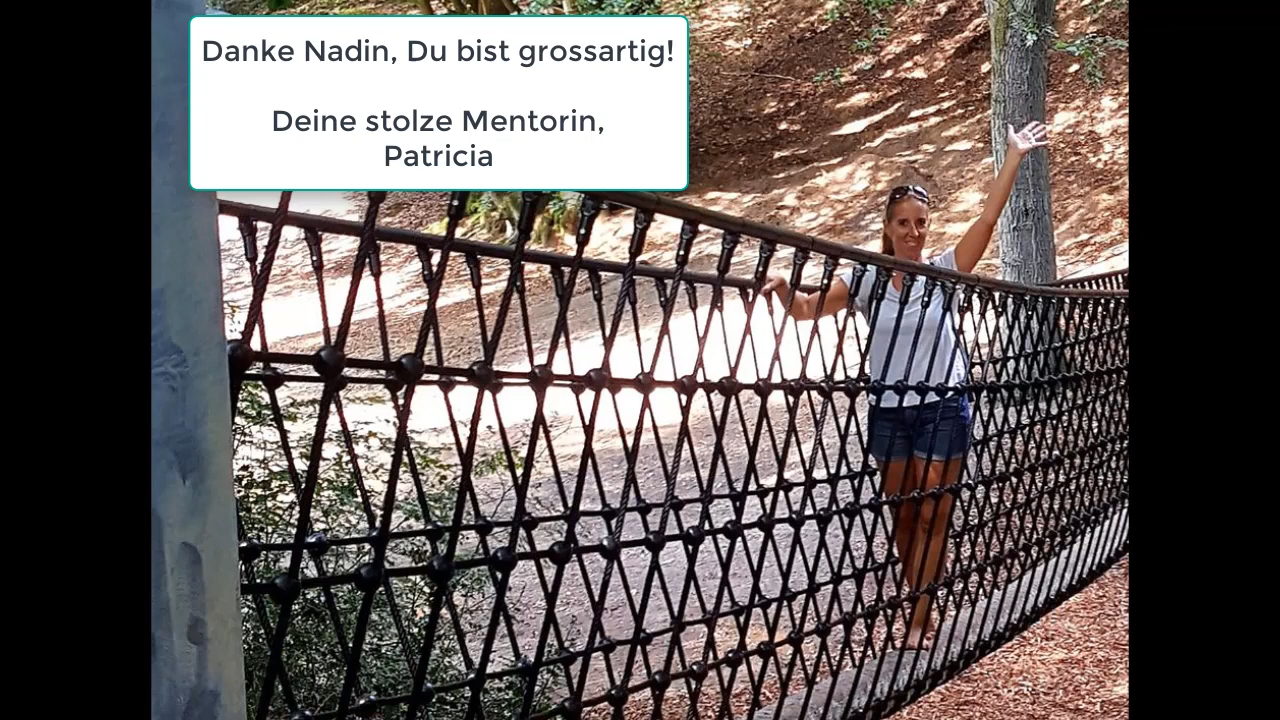 Danke Nadin, Du bist grossartig!
Deine stolze Mentorin,
Patricia